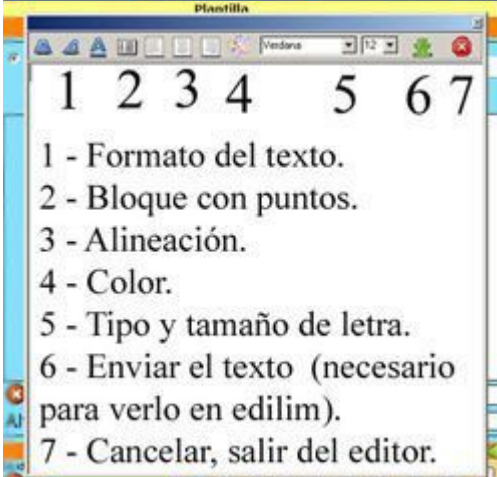 Plantilla
Verdana 12
1 2 3 4 5 6 7
1 - Formato del texto.
2 - Bloque con puntos.
3 - Alineación.
4 - Color.
5 - Tipo y tamaño de letra.
6 - Enviar el texto (necesario
para verlo en edilim).
7 - Cancelar, salir del editor.